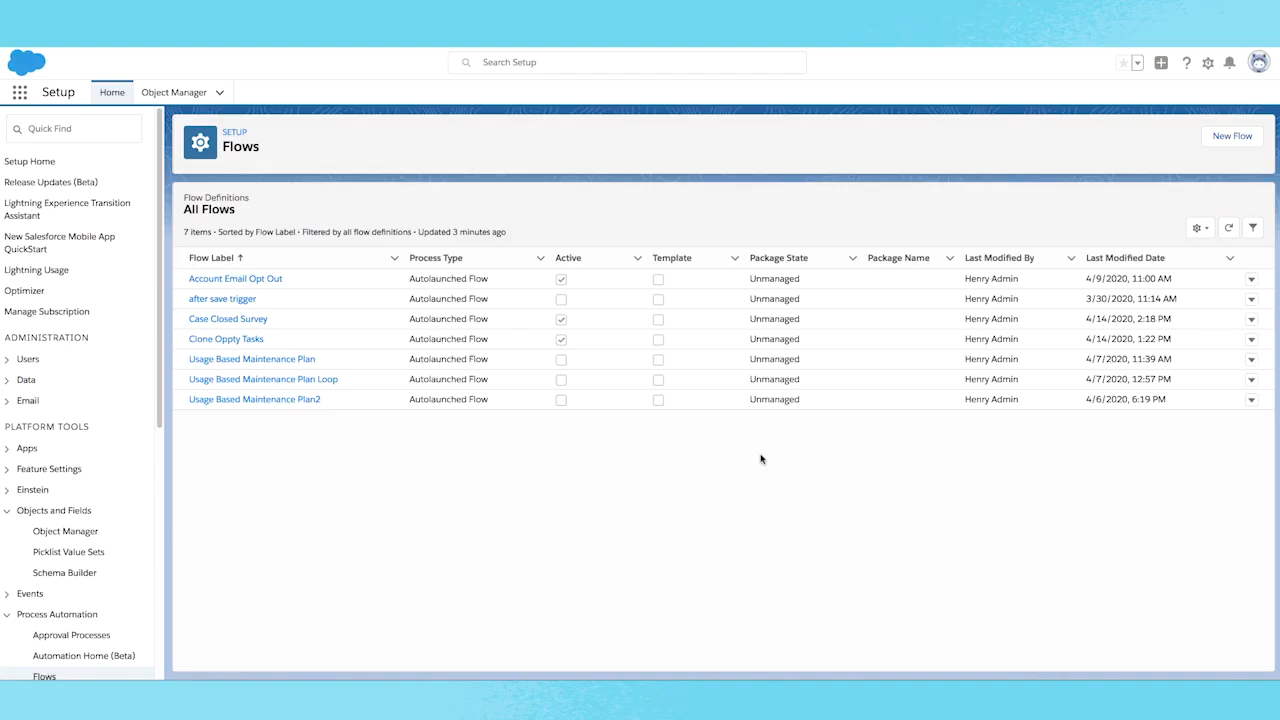 Search Setup
Setup
Home
Object Manager
Quick Find
Setup Home
Release Updates (Beta)
Lightning Experience Transition
Assistant
New Salesforce Mobile App
QuickStart
Lightning Usage
Optimizer
Manage Subscription
ADMINISTRATION
Users
Data
Email
PLATFORM TOOLS
Apps
Feature Settings
Einstein
Objects and Fields
Object Manager
Picklist Value Sets
Schema Builder
Events
Process Automation
Approval Processes
Automation Home (Beta)
Flows
SETUP
Flows
New Flow
Flow Definitions
All Flows
7 items • Sorted by Flow Label • Filtered by all flow definitions • Updated 3 minutes ago
Flow Label ↑ Process Type Active Template Package State Package Name Last Modified By Last Modified Date
Account Email Opt Out Autolaunched Flow Unmanaged Henry Admin 4/9/2020, 11:00 AM
after save trigger Autolaunched Flow Unmanaged Henry Admin 3/30/2020, 11:14 AM
Case Closed Survey Autolaunched Flow Unmanaged Henry Admin 4/14/2020, 2:18 PM
Clone Oppty Tasks Autolaunched Flow Unmanaged Henry Admin 4/14/2020, 1:22 PM
Usage Based Maintenance Plan Autolaunched Flow Unmanaged Henry Admin 4/7/2020, 11:39 AM
Usage Based Maintenance Plan Loop Autolaunched Flow Unmanaged Henry Admin 4/7/2020, 12:57 PM
Usage Based Maintenance Plan2 Autolaunched Flow Unmanaged Henry Admin 4/6/2020, 6:19 PM